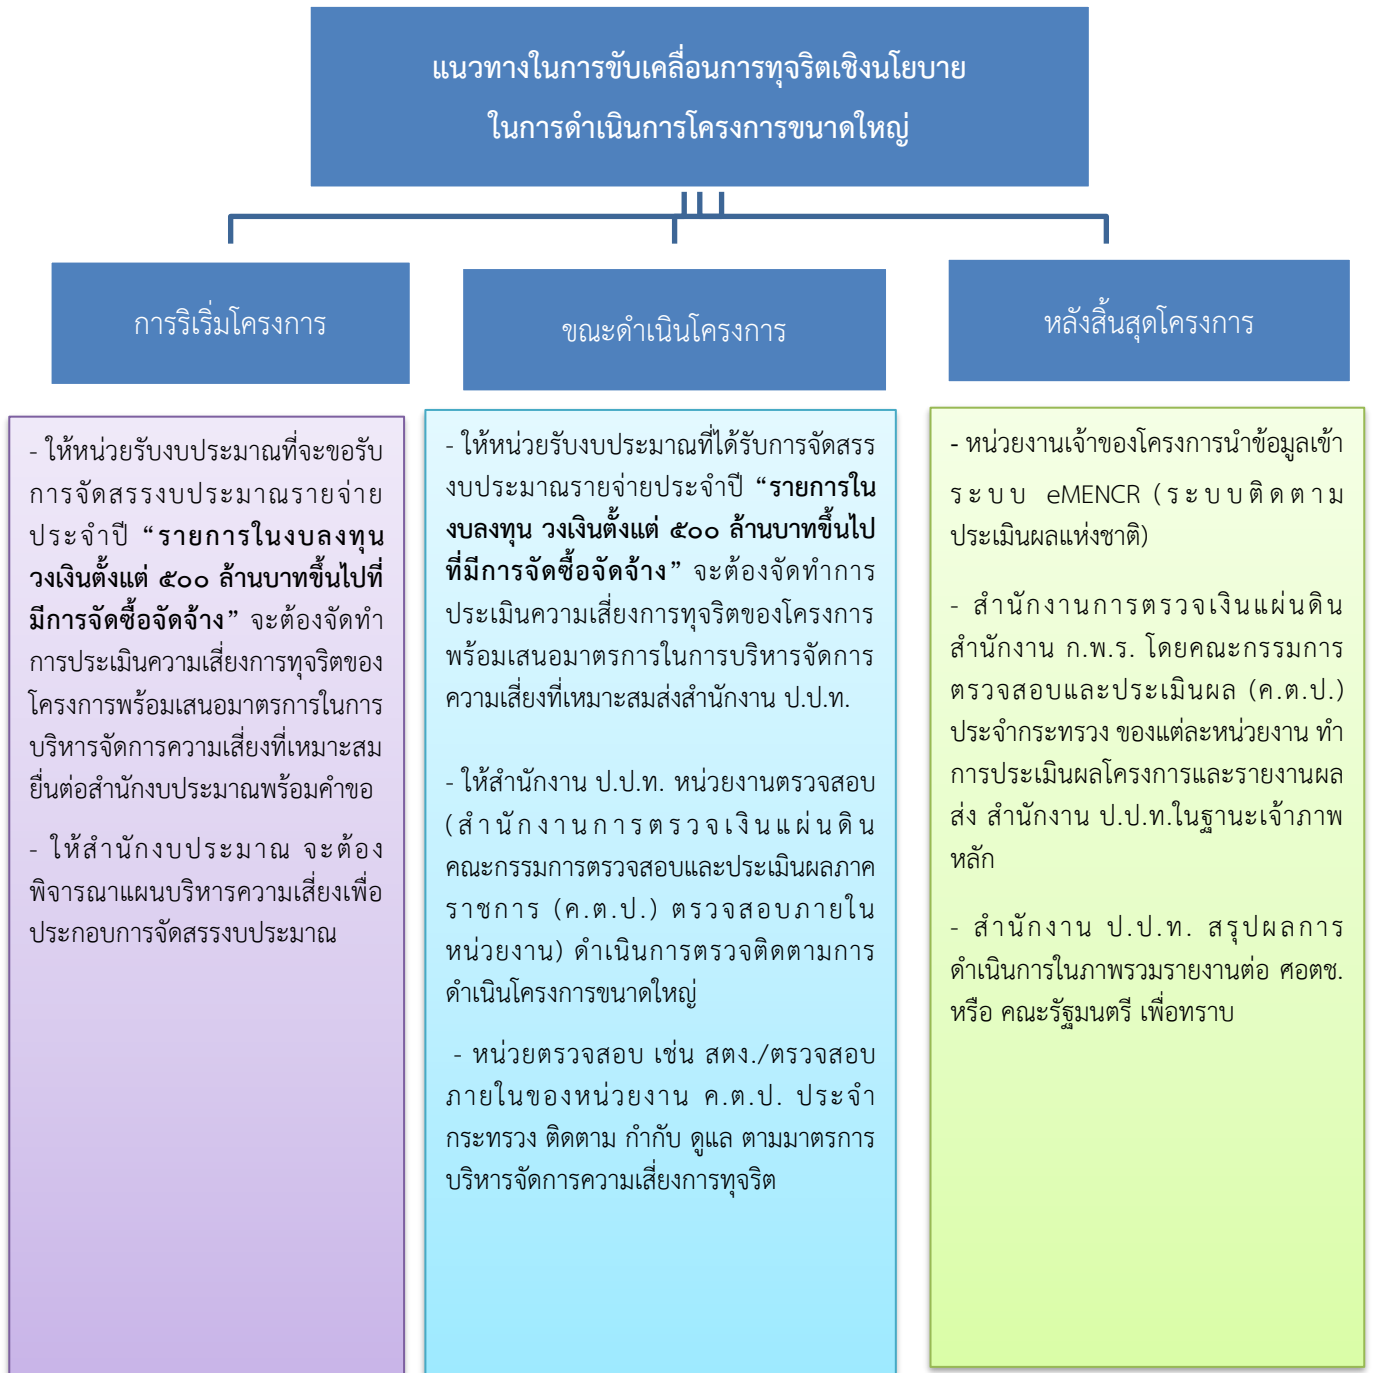 แนวทางในการขับเคลื่อนการทุจริตเชิงนโยบาย
ในการดำเนินการโครงการขนาดใหญ่
การริเริ่มโครงการ
ขณะดำเนินโครงการ
หลังสิ้นสุดโครงการ
- ให้หน่วยรับงบประมาณที่จะขอรับ
การจัดสรรงบประมาณรายจ่าย
ประจำปี “รายการในงบลงทุน
วงเงินตั้งแต่ ๕๐๐ ล้านบาทขึ้นไปที่
มีการจัดซื้อจัดจ้าง” จะต้องจัดทำ
การประเมินความเสี่ยงการทุจริตของ
โครงการพร้อมเสนอมาตรการในการ
บริหารจัดการความเสี่ยงที่เหมาะสม
ยื่นต่อสำนักงบประมาณพร้อมคำขอ
- ให้สำนักงบประมาณ จะต้อง
พิจารณาแผนบริหารความเสี่ยงเพื่อ
ประกอบการจัดสรรงบประมาณ
- ให้หน่วยรับงบประมาณที่ได้รับการจัดสรร
งบประมาณรายจ่ายประจำปี “รายการใน
งบลงทุน วงเงินตั้งแต่ ๕๐๐ ล้านบาทขึ้นไป
ที่มีการจัดซื้อจัดจ้าง” จะต้องจัดทำการ
ประเมินความเสี่ยงการทุจริตของโครงการ
พร้อมเสนอมาตรการในการบริหารจัดการ
ความเสี่ยงที่เหมาะสมส่งสำนักงาน ป.ป.ท.
- ให้สำนักงาน ป.ป.ท. หน่วยงานตรวจสอบ
(สำนักงานการตรวจเงินแผ่นดิน
คณะกรรมการตรวจสอบและประเมินผลภาค
ราชการ (ค.ต.ป.) ตรวจสอบภายใน
หน่วยงาน) ดำเนินการตรวจติดตามการ
ดำเนินโครงการขนาดใหญ่
- หน่วยตรวจสอบ เช่น สตง./ตรวจสอบ
ภายในของหน่วยงาน ค.ต.ป. ประจำ
กระทรวง ติดตาม กำกับ ดูแล ตามมาตรการ
บริหารจัดการความเสี่ยงการทุจริต
- หน่วยงานเจ้าของโครงการนำข้อมูลเข้า
ระบบ eMENCR (ระบบติดตาม
ประเมินผลแห่งชาติ)
- สำนักงานการตรวจเงินแผ่นดิน
สำนักงาน ก.พ.ร. โดยคณะกรรมการ
ตรวจสอบและประเมินผล (ค.ต.ป.)
ประจำกระทรวง ของแต่ละหน่วยงาน ทำ
การประเมินผลโครงการและรายงานผล
ส่ง สำนักงาน ป.ป.ท.ในฐานะเจ้าภาพ
หลัก
- สำนักงาน ป.ป.ท. สรุปผลการ
ดำเนินการในภาพรวมรายงานต่อ ศอตช.
หรือ คณะรัฐมนตรี เพื่อทราบ